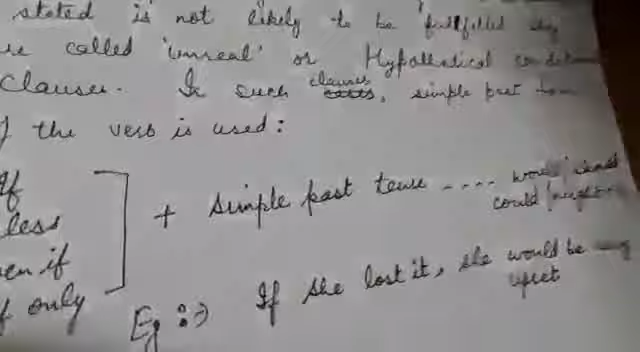 stated is not likely to be fulfilled
called 'unreal' or Hypothetical
Clauses. In such clauses, simple past
the verb is used:
If
less
en if
only
+ simple past tense .... would
could
Eg :-) If she lost it, she would be
upset